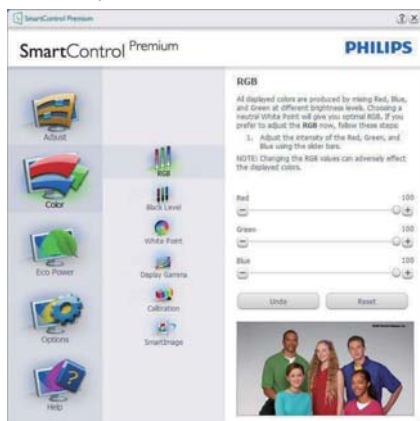 SmartControl Premium
SmartControl Premium
PHILIPS
Adjust
Color
Eco Power
Options
Help
RGB
Black Level
White Point
Display Gamma
Calibration
SmartImage
RGB
All displayed colors are produced by mixing Red, Blue,
and Green at different brightness levels. Choosing a
neutral White Point will give you optimal RGB. If you
prefer to adjust the RGB now, follow these steps:
1. Adjust the intensity of the Red, Green, and
Blue using the slider bars.
NOTE: Changing the RGB values can adversely effect
the displayed colors.
Red 100
Green 100
Blue 100
Undo Reset